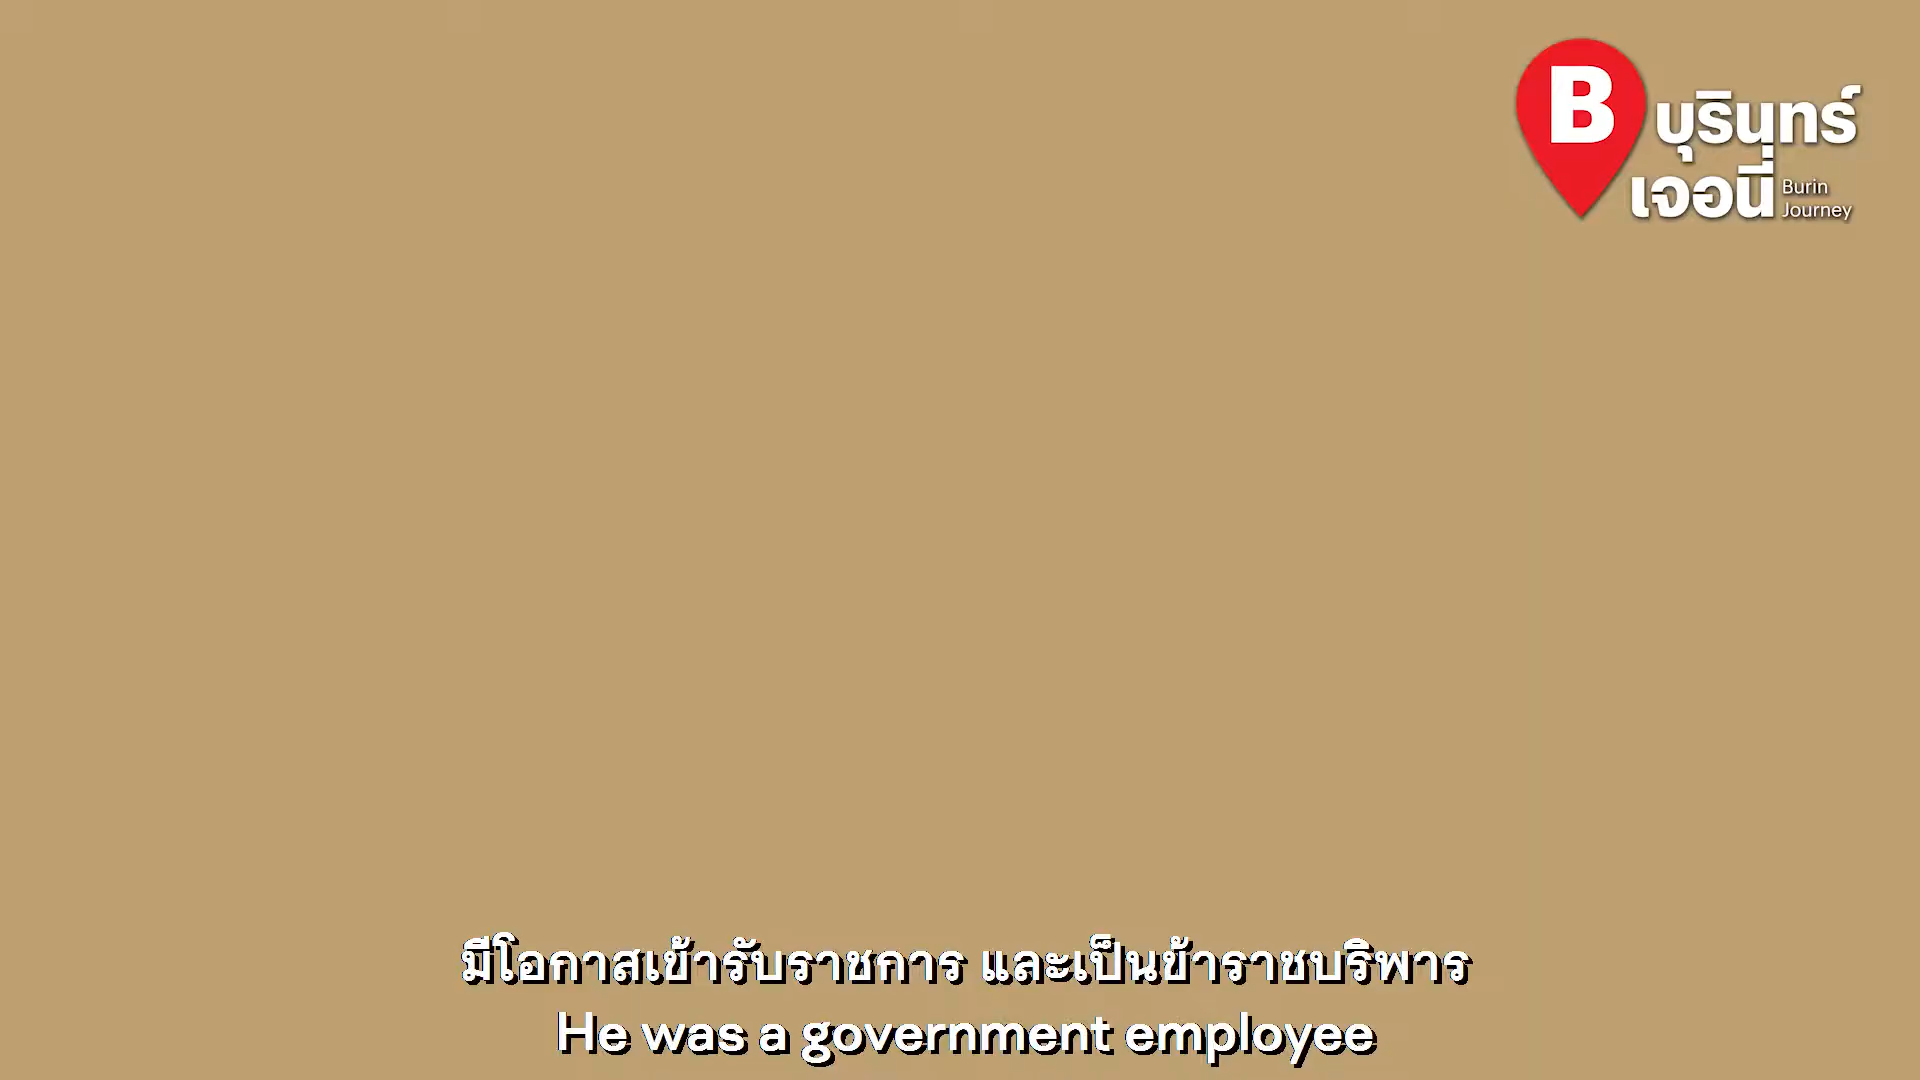 B
บุรินทร์
เจอนี่
Burin
Journey
มีโอกาสเข้ารับราชการ และเป็นข้าราชบริพาร
He was a government employee